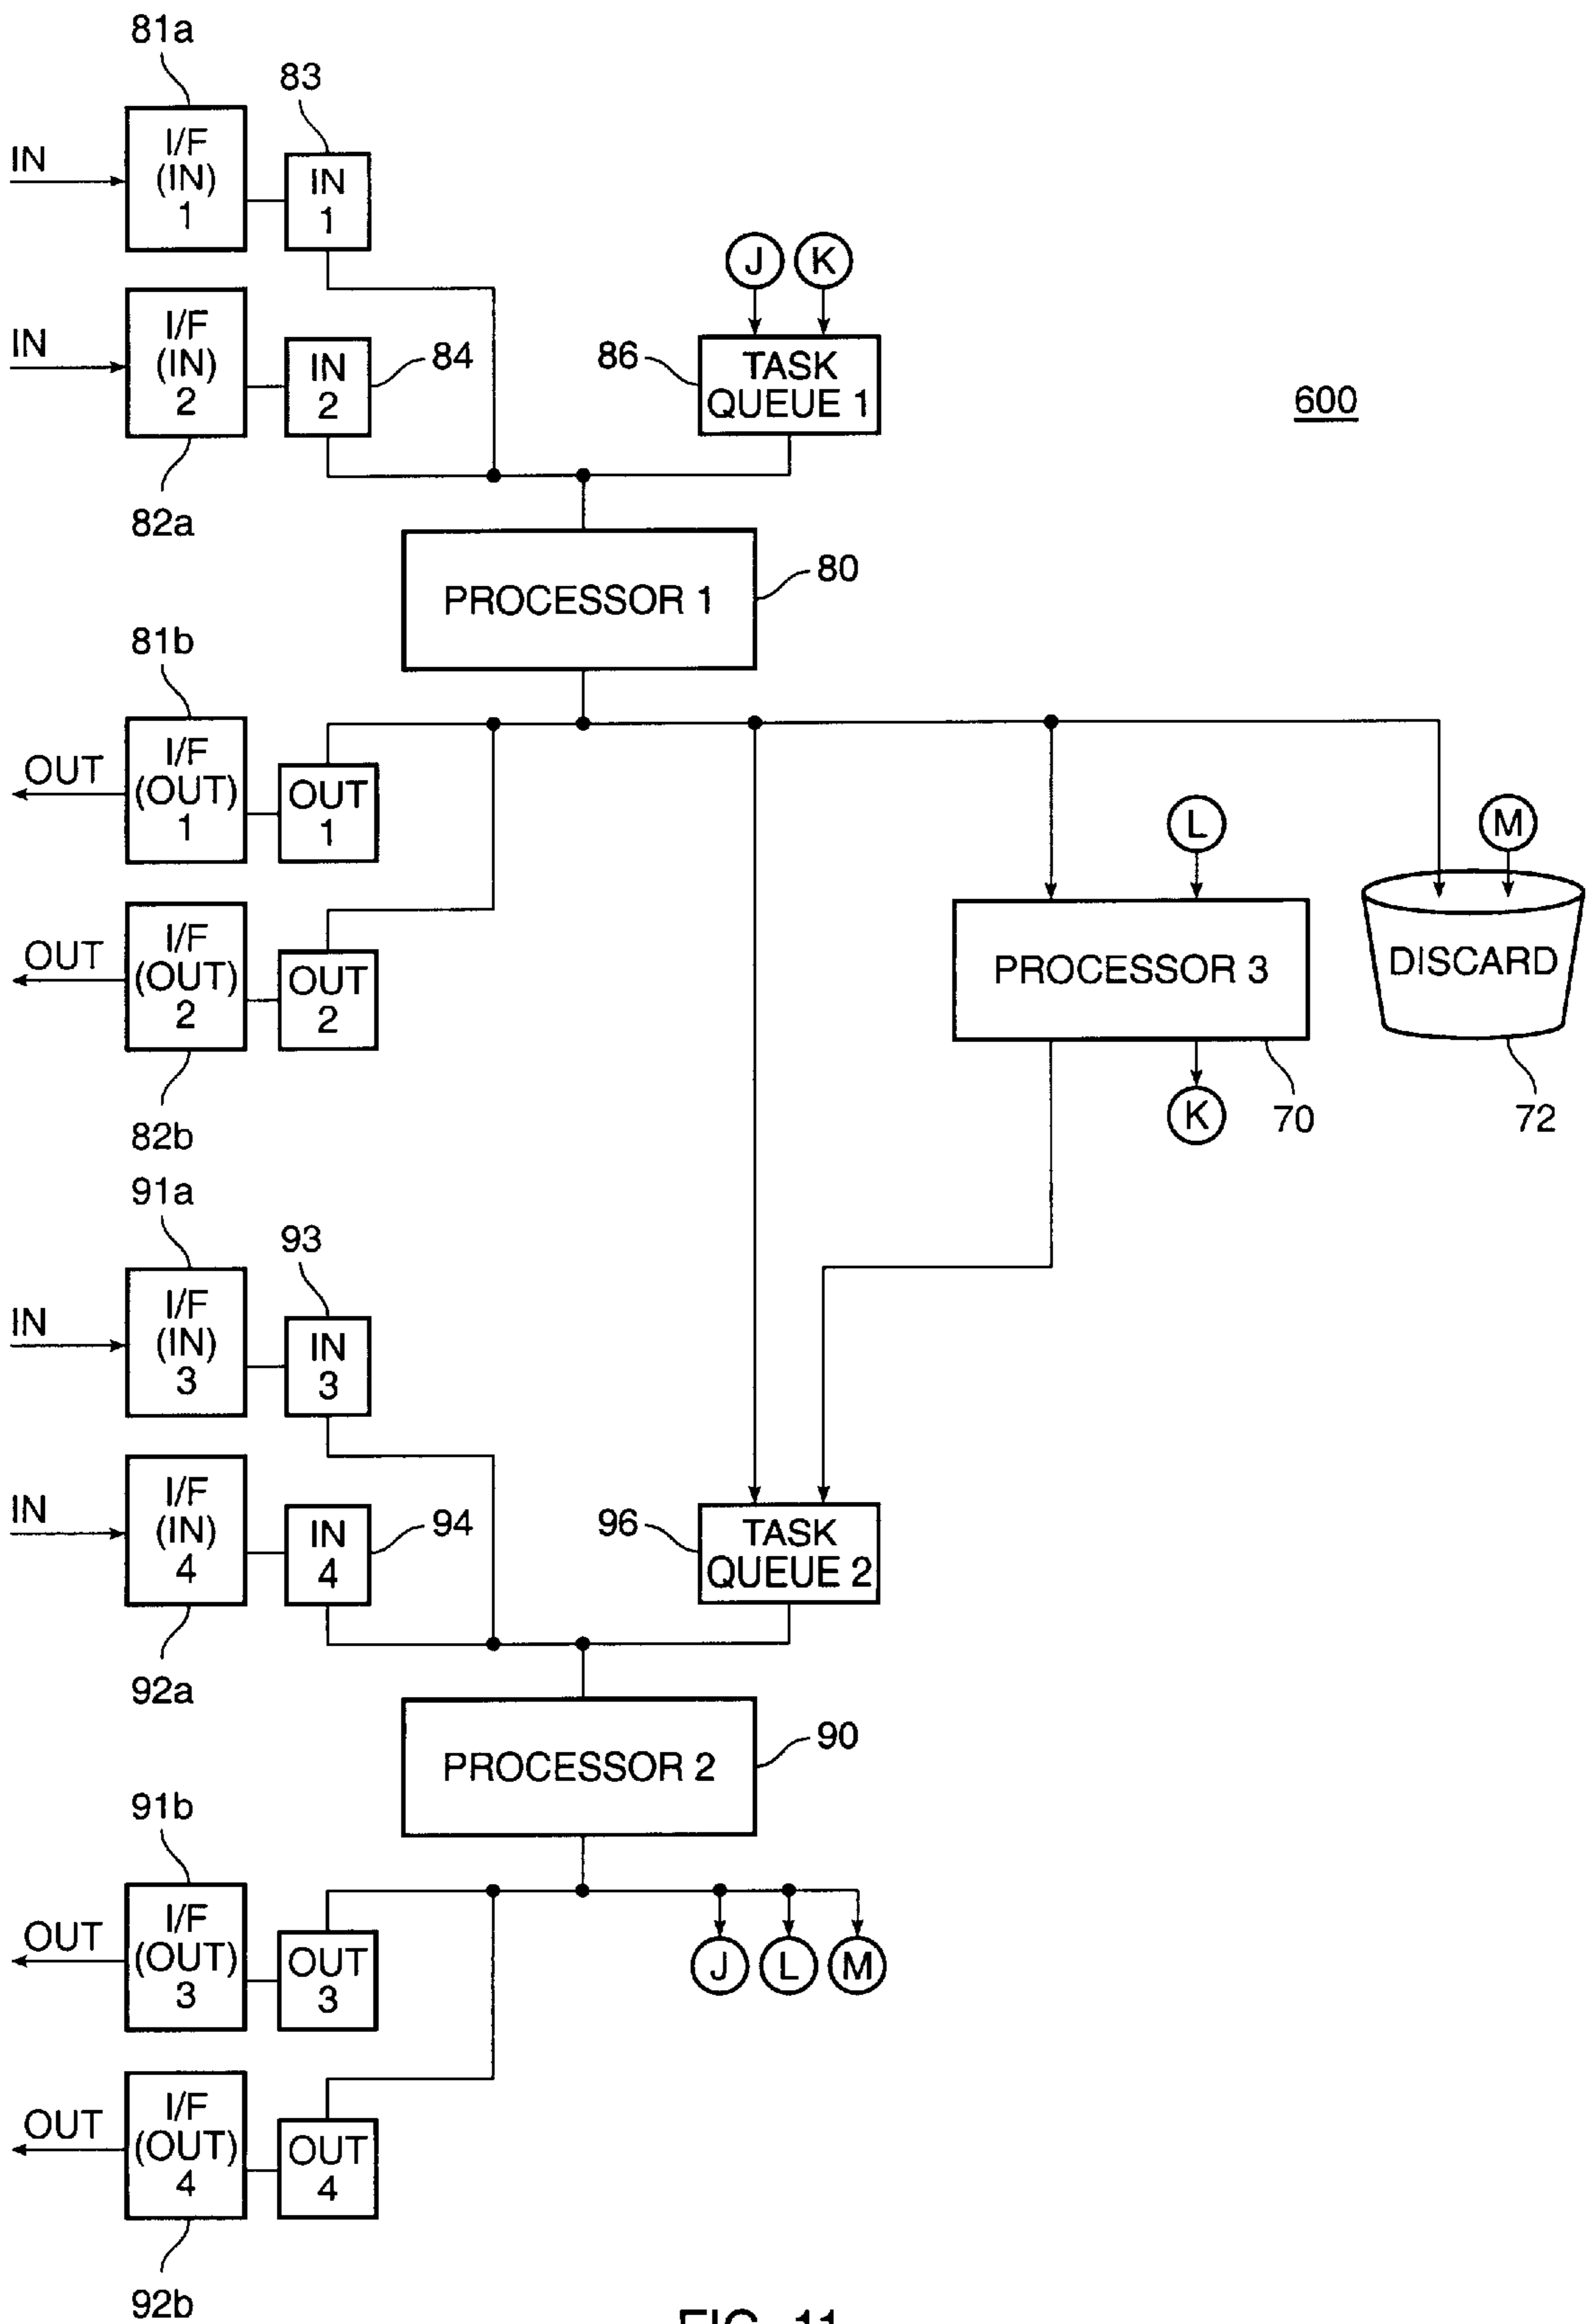 81a
83
IN
I/F
(IN)
1
IN
1
J
K
IN
I/F
(IN)
2
IN
2
84
86
TASK
QUEUE 1
600
82a
PROCESSOR 1
80
81b
OUT
I/F
(OUT)
1
OUT
1
L
M
OUT
I/F
(OUT)
2
OUT
2
PROCESSOR 3
DISCARD
82b
K
70
72
91a
93
IN
I/F
(IN)
3
IN
3
IN
I/F
(IN)
4
IN
4
94
96
TASK
QUEUE 2
92a
PROCESSOR 2
90
91b
OUT
I/F
(OUT)
3
OUT
3
J
L
M
OUT
I/F
(OUT)
4
OUT
4
92b
FIG. 11